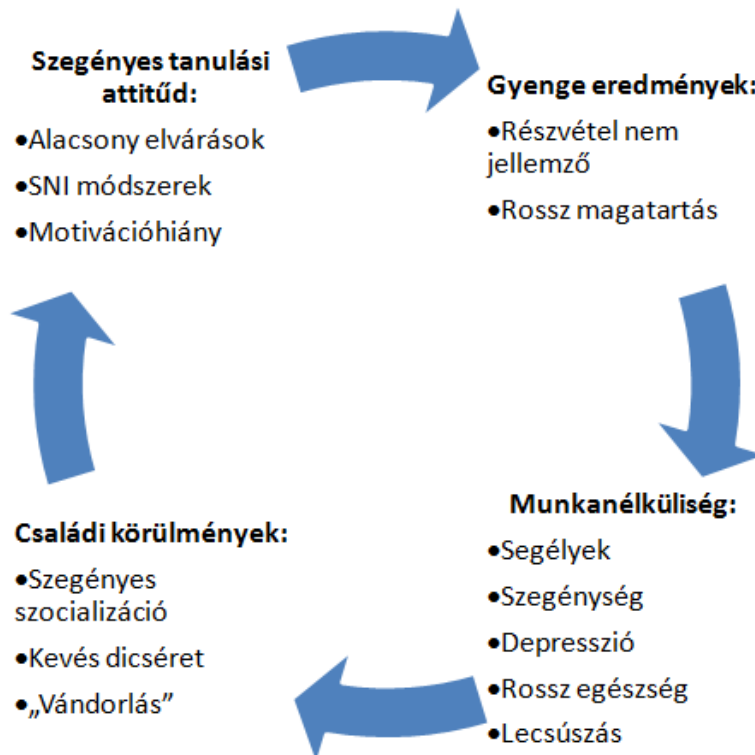 Szegényes tanulási
attitűd:
•Alacsony elvárások
•SNI módszerek
•Motivációhiány
Gyenge eredmények:
•Részvétel nem
jellemző
•Rossz magatartás
Munkanélküliség:
•Segélyek
•Szegénység
•Depresszió
•Rossz egészség
•Lecsúszás
Családi körülmények:
•Szegényes
szocializáció
•Kevés dicséret
•„Vándorlás”